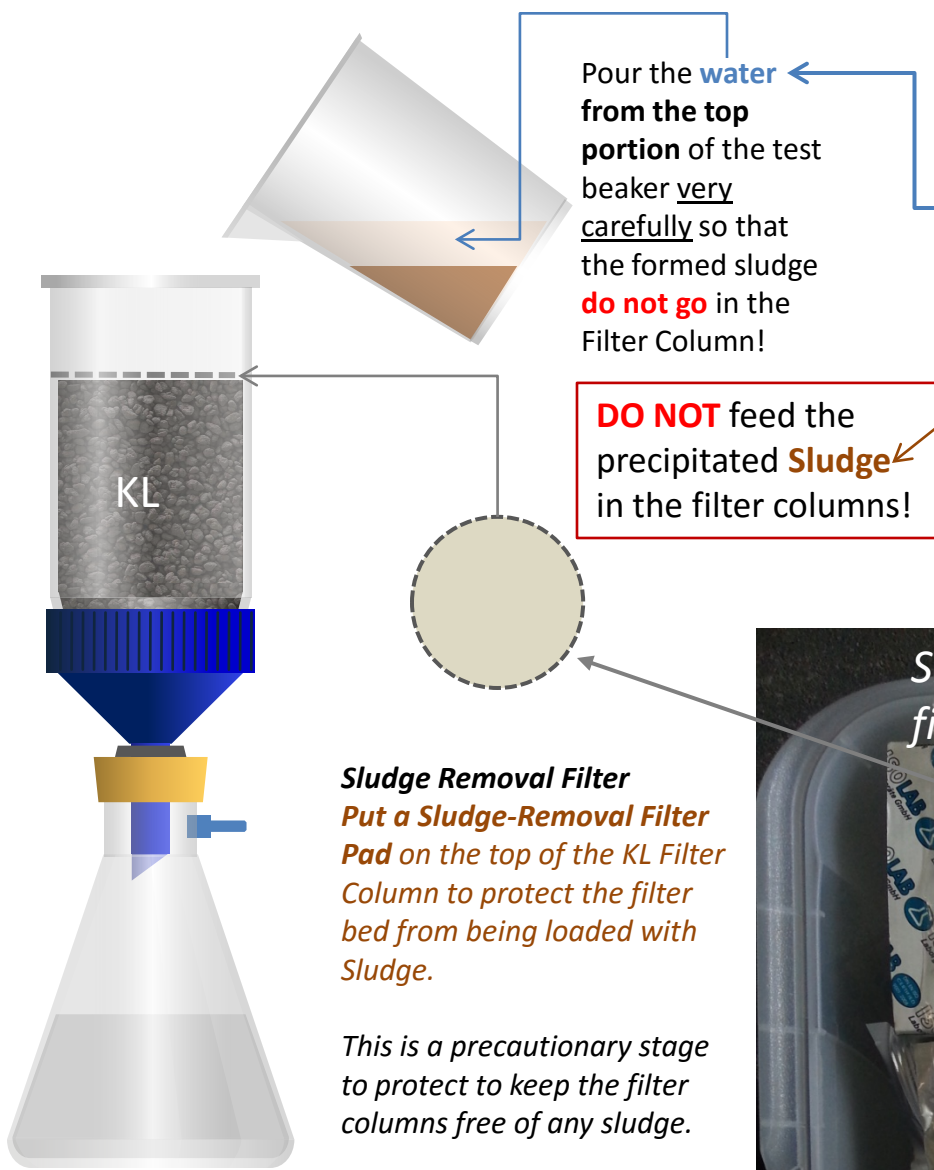 Pour the water
from the top
portion of the test
beaker very
carefully so that
the formed sludge
do not go in the
Filter Column!
DO NOT feed the
precipitated Sludge
in the filter columns!
KL
Sludge Removal Filter
Put a Sludge-Removal Filter
Pad on the top of the KL Filter
Column to protect the filter
bed from being loaded with
Sludge.
This is a precautionary stage
to protect to keep the filter
columns free of any sludge.
S
fi